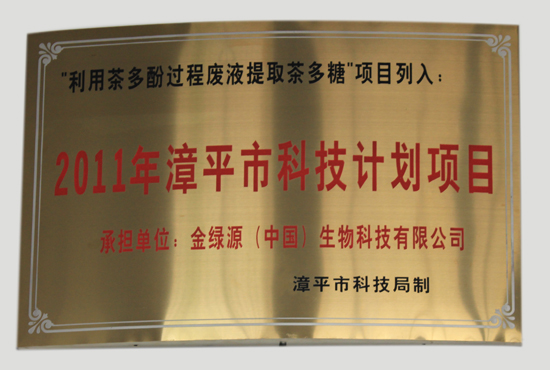 "利用茶多酚过程废液提取茶多糖"项目列入：
2011年漳平市科技计划项目
承担单位：金绿源（中国）生物科技有限公司
漳平市科技局制